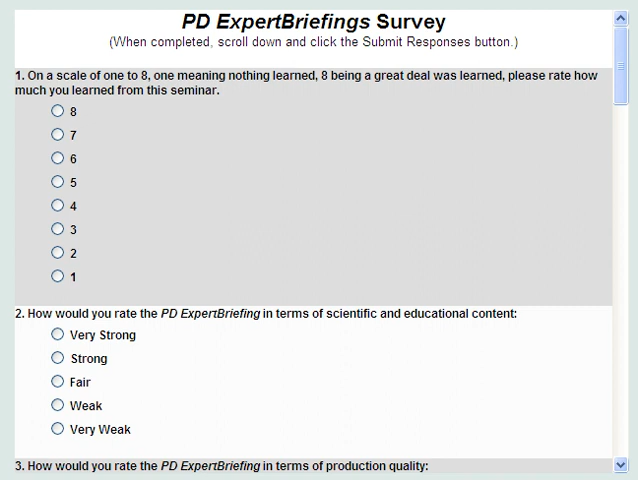 PD ExpertBriefings Survey
(When completed, scroll down and click the Submit Responses button.)
1. On a scale of one to 8, one meaning nothing learned, 8 being a great deal was learned, please rate how
much you learned from this seminar.
8
7
6
5
4
3
2
1
2. How would you rate the PD ExpertBriefing in terms of scientific and educational content:
Very Strong
Strong
Fair
Weak
Very Weak
3. How would you rate the PD ExpertBriefing in terms of production quality: